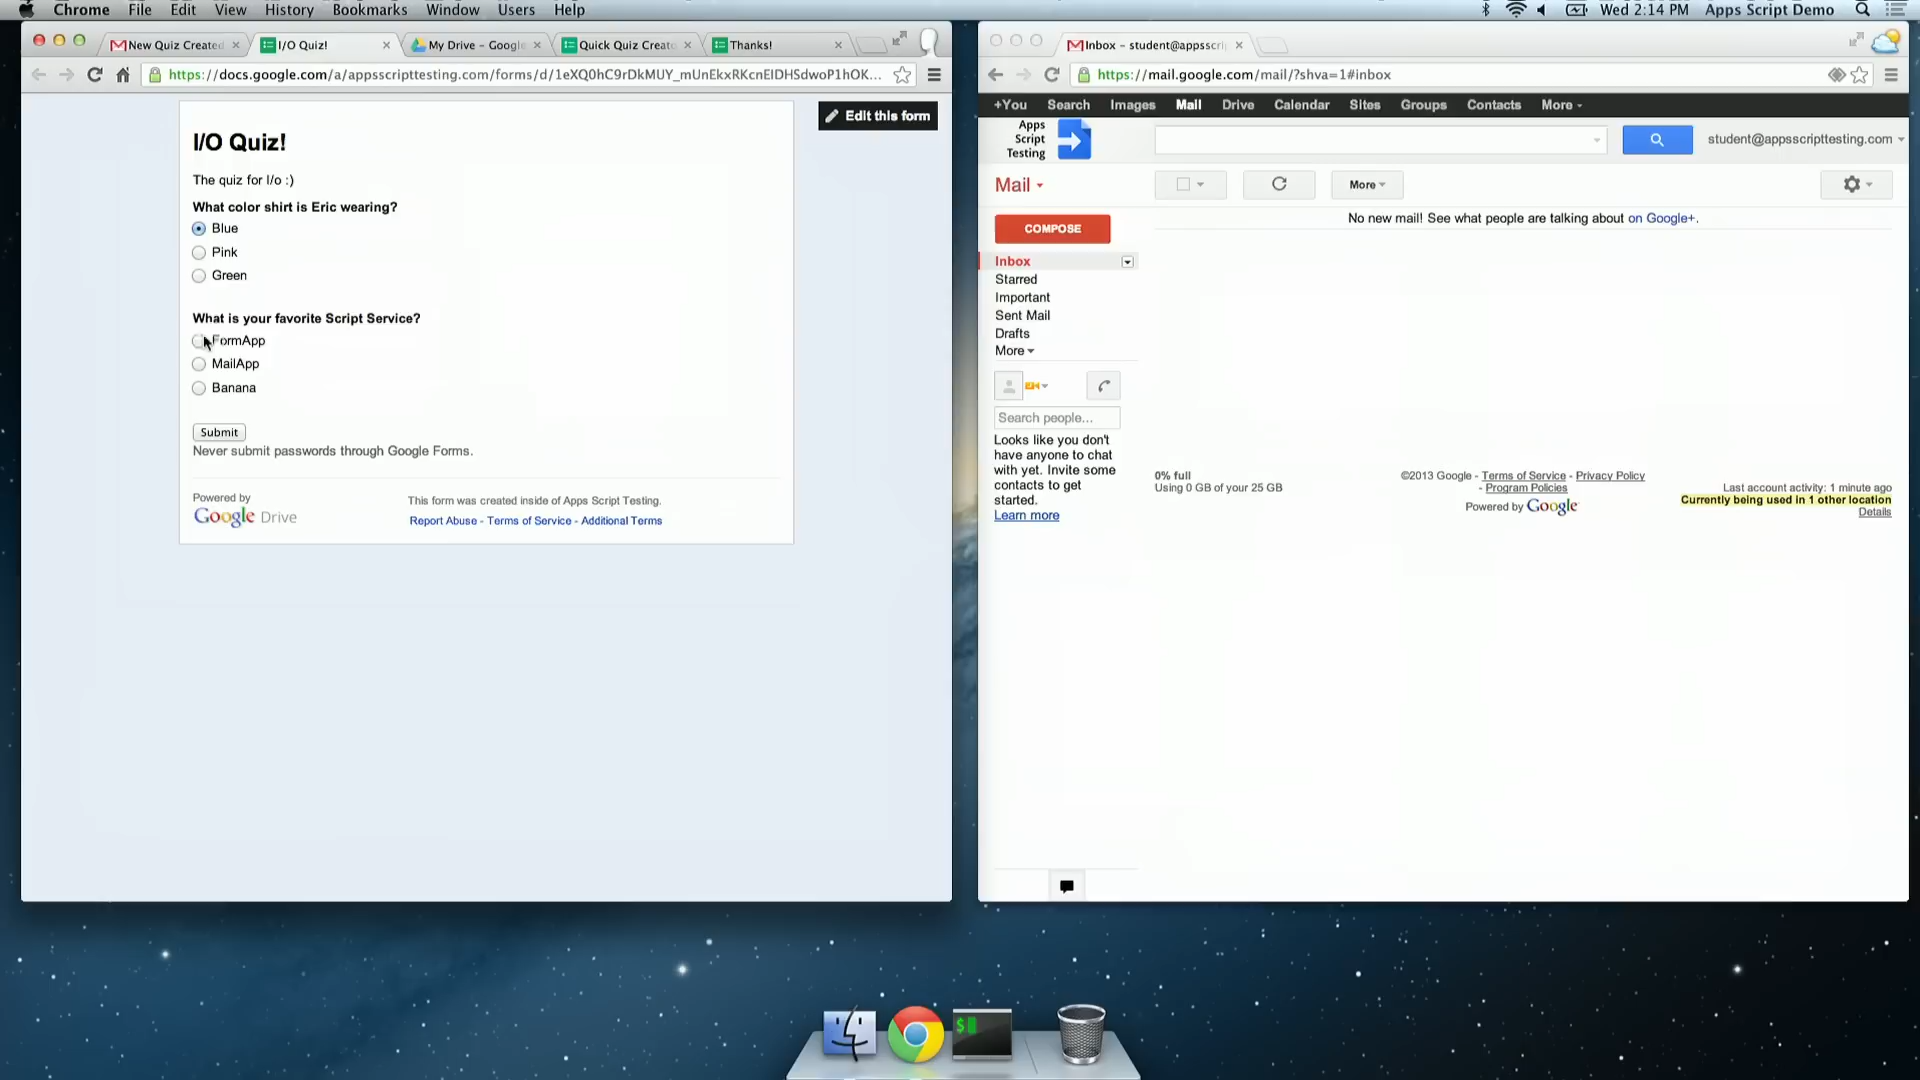 Chrome File Edit View History Bookmarks Window Users Help
Wed 2:14 PM Apps Script Demo
New Quiz Created
I/O Quiz!
My Drive – Google
Quick Quiz Creato
Thanks!
https://docs.google.com/a/appsscripttesting.com/forms/d/1eXQ0hC9rDkMUY_mUnEkxRKcnEIDHSdwoP1hOK...
Edit this form
I/O Quiz!
The quiz for I/o :)
What color shirt is Eric wearing?
Blue
Pink
Green
What is your favorite Script Service?
FormApp
MailApp
Banana
Submit
Never submit passwords through Google Forms.
Powered by
Google Drive
This form was created inside of Apps Script Testing.
Report Abuse - Terms of Service - Additional Terms
Inbox – student@appsscri
https://mail.google.com/mail/?shva=1#inbox
+You Search Images Mail Drive Calendar Sites Groups Contacts More
Apps
Script
Testing
student@appsscripttesting.com
Mail
More
No new mail! See what people are talking about on Google+.
COMPOSE
Inbox
Starred
Important
Sent Mail
Drafts
More
Search people...
Looks like you don't
have anyone to chat
with yet. Invite some
contacts to get
started.
Learn more
0% full
Using 0 GB of your 25 GB
©2013 Google - Terms of Service - Privacy Policy
- Program Policies
Powered by Google
Last account activity: 1 minute ago
Currently being used in 1 other location
Details
$